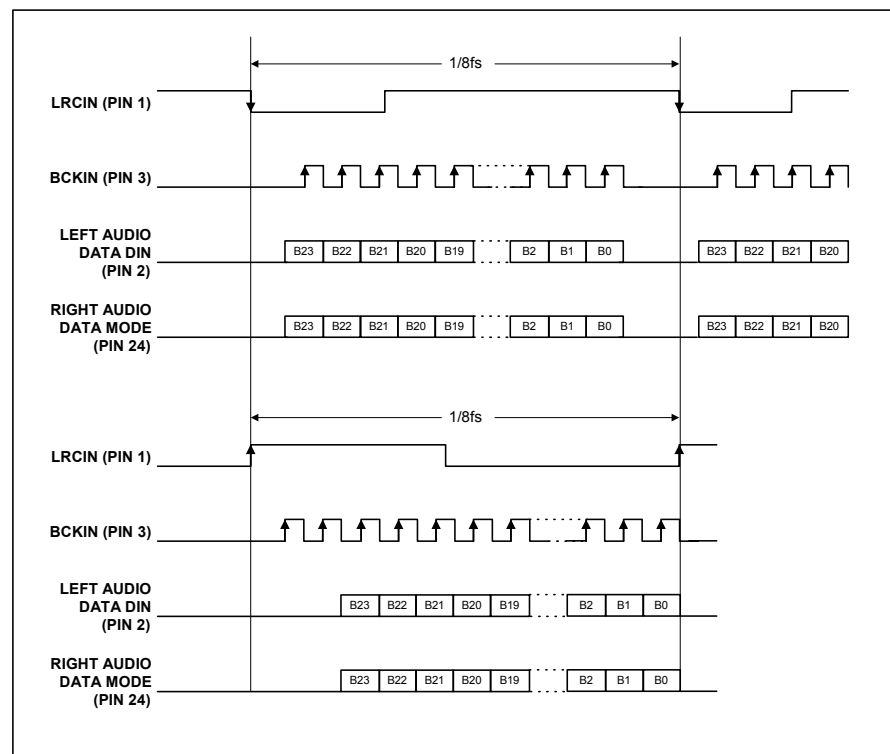 1/8fs
LRCIN (PIN 1)
BCKIN (PIN 3)
LEFT AUDIO
DATA DIN
(PIN 2)
B23 B22 B21 B20 B19 B2 B1 B0 B23 B22 B21 B20
RIGHT AUDIO
DATA MODE
(PIN 24)
B23 B22 B21 B20 B19 B2 B1 B0 B23 B22 B21 B20
1/8fs
LRCIN (PIN 1)
BCKIN (PIN 3)
LEFT AUDIO
DATA DIN
(PIN 2)
B23 B22 B21 B20 B19 B2 B1 B0
RIGHT AUDIO
DATA MODE
(PIN 24)
B23 B22 B21 B20 B19 B2 B1 B0